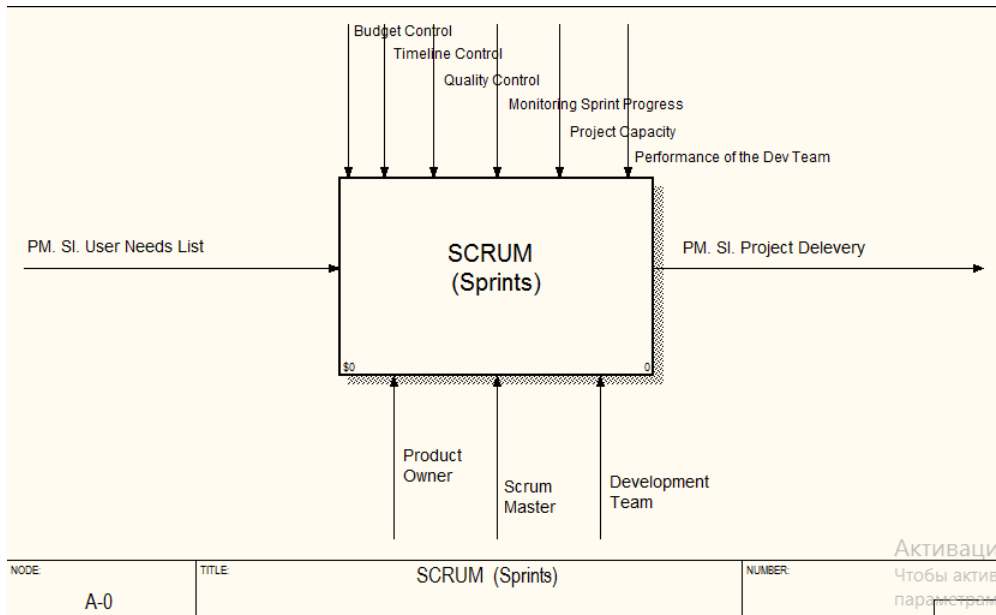 Budget Control
Timeline Control
Quality Control
Monitoring Sprint Progress
Project Capacity
Performance of the Dev Team
PM. SI. User Needs List
SCRUM
(Sprints)
PM. SI. Project Delevery
$0
0
Product
Owner
Scrum
Master
Development
Team
Активаци
Чтобы актив
параметрам
NODE:
A-0
TITLE:
SCRUM (Sprints)
NUMBER: